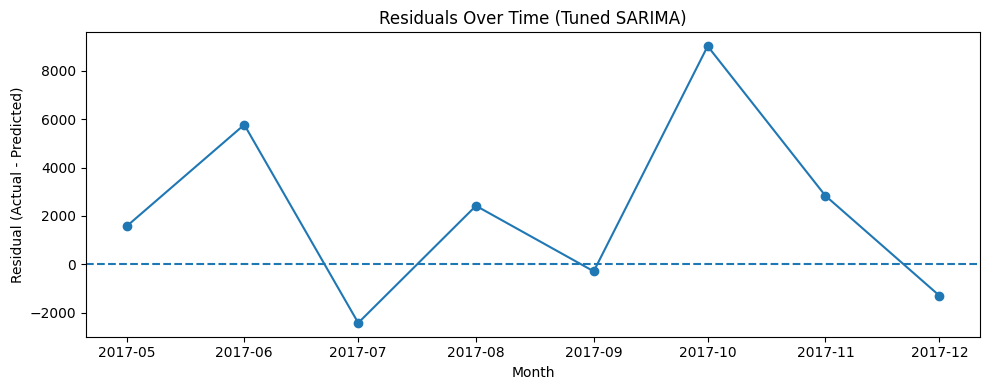 Residuals Over Time (Tuned SARIMA)
Residual (Actual - Predicted)
8000
6000
4000
2000
0
−2000
2017-05 2017-06 2017-07 2017-08 2017-09 2017-10 2017-11 2017-12
Month